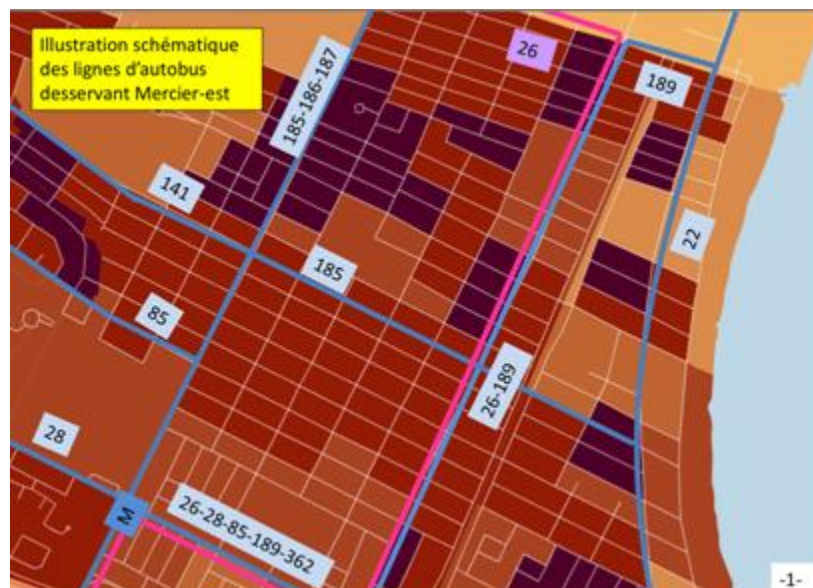 Illustration schématique
des lignes d'autobus
desservant Mercier-est
26
185-186-187
189
141
22
185
85
26-189
28
M
26-28-85-189-362
-1-